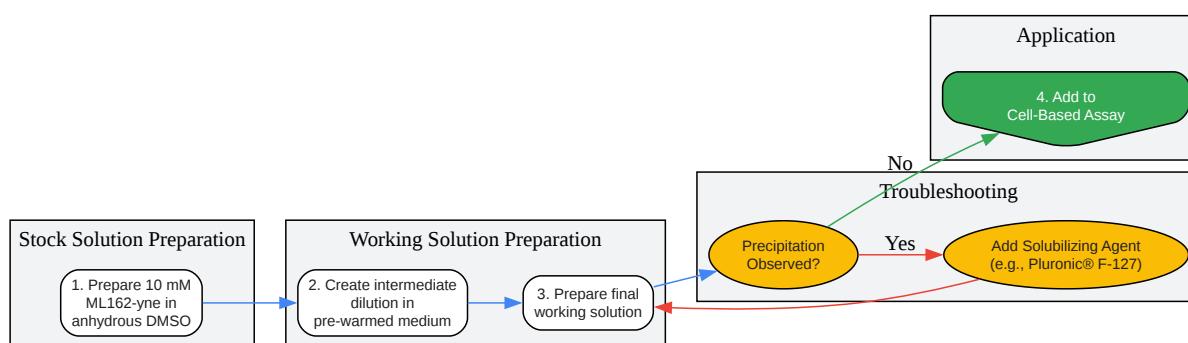 Stock Solution Preparation
1. Prepare 10 mM
ML162-yne in
anhydrous DMSO
Working Solution Preparation
2. Create intermediate
dilution in
pre-warmed medium
3. Prepare final
working solution
Troubleshooting
Precipitation
Observed?
Yes
Add Solubilizing Agent
(e.g., Pluronic® F-127)
No
Application
4. Add to
Cell-Based Assay